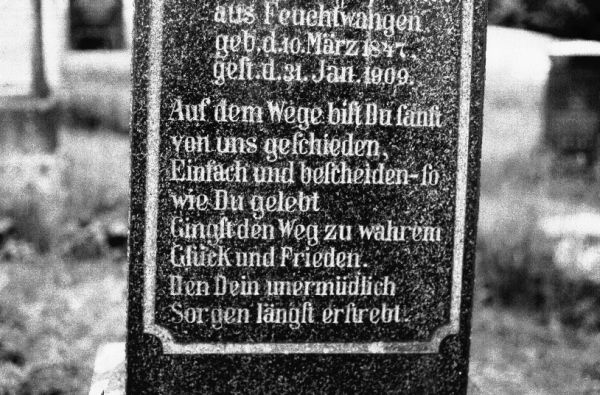 aus Feuchtwangen
geb. d. 10. März 1847.
gest. d. 31. Jan. 1909.
Auf dem Wege bist Du sanft
von uns geschieden,
Einfach und bescheiden-so
wie Du gelebt
Gingst den Weg zu wahrem
Glück und Frieden.
Den Dein unermüdlich
Sorgen längst erstrebt.